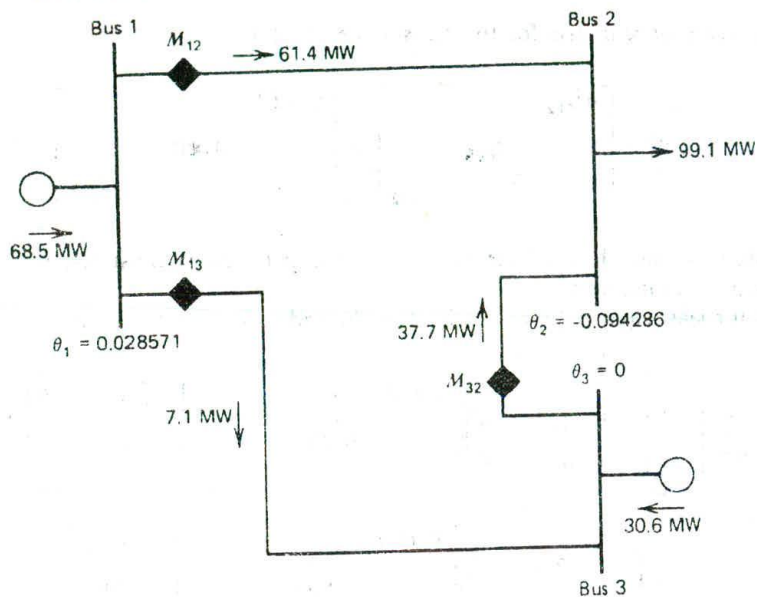 Bus 1
M12
61.4 MW
Bus 2
99.1 MW
68.5 MW
M13
θ1 = 0.028571
37.7 MW
θ2 = -0.094286
θ3 = 0
M32
7.1 MW
30.6 MW
Bus 3